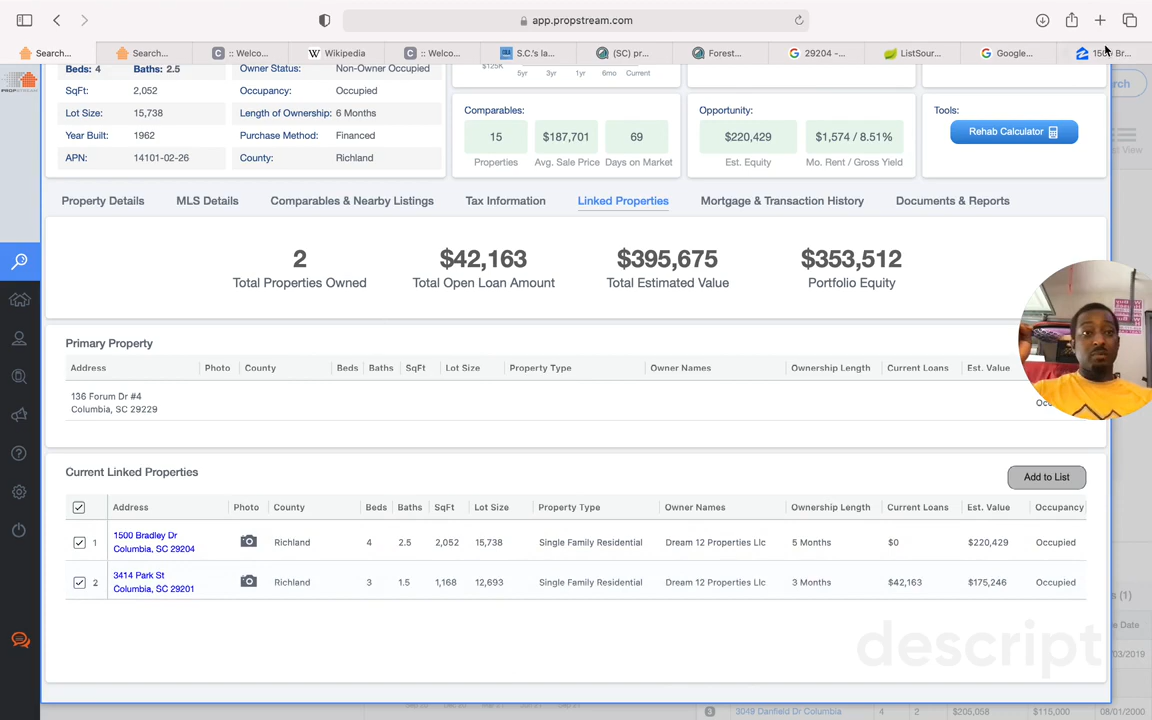 app.propstream.com
Search...
Search...
:: Welco...
Wikipedia
:: Welco...
S.C.'s la...
(SC) pr...
Forest...
29204 -...
ListSour...
Google...
Br...
PROPSTREAM
Beds: 4 Baths: 2.5
Owner Status: Non-Owner Occupied
$125K
5yr 3yr 1yr 6mo Current
SqFt: 2,052
Occupancy: Occupied
Lot Size: 15,738
Length of Ownership: 6 Months
Year Built: 1962
Purchase Method: Financed
APN: 14101-02-26
County: Richland
Comparables:
15 $187,701 69
Properties Avg. Sale Price Days on Market
Opportunity:
$220,429 $1,574 / 8.51%
Est. Equity Mo. Rent / Gross Yield
Tools:
Rehab Calculator
View
Property Details MLS Details Comparables & Nearby Listings Tax Information Linked Properties Mortgage & Transaction History Documents & Reports
2 $42,163 $395,675 $353,512
Total Properties Owned Total Open Loan Amount Total Estimated Value Portfolio Equity
Primary Property
Address Photo County Beds Baths SqFt Lot Size Property Type Owner Names Ownership Length Current Loans Est. Value
136 Forum Dr #4
Columbia, SC 29229
Current Linked Properties
Add to List
Address Photo County Beds Baths SqFt Lot Size Property Type Owner Names Ownership Length Current Loans Est. Value Occupancy
1 1500 Bradley Dr
Columbia, SC 29204
Richland 4 2.5 2,052 15,738 Single Family Residential Dream 12 Properties Llc 5 Months $0 $220,429 Occupied
2 3414 Park St
Columbia, SC 29201
Richland 3 1.5 1,168 12,693 Single Family Residential Dream 12 Properties Llc 3 Months $42,163 $175,246 Occupied
(1)
Date
/03/2019
descript
3 3049 Danfield Dr Columbia 4 2 $205,058 $115,000 08/01/2000